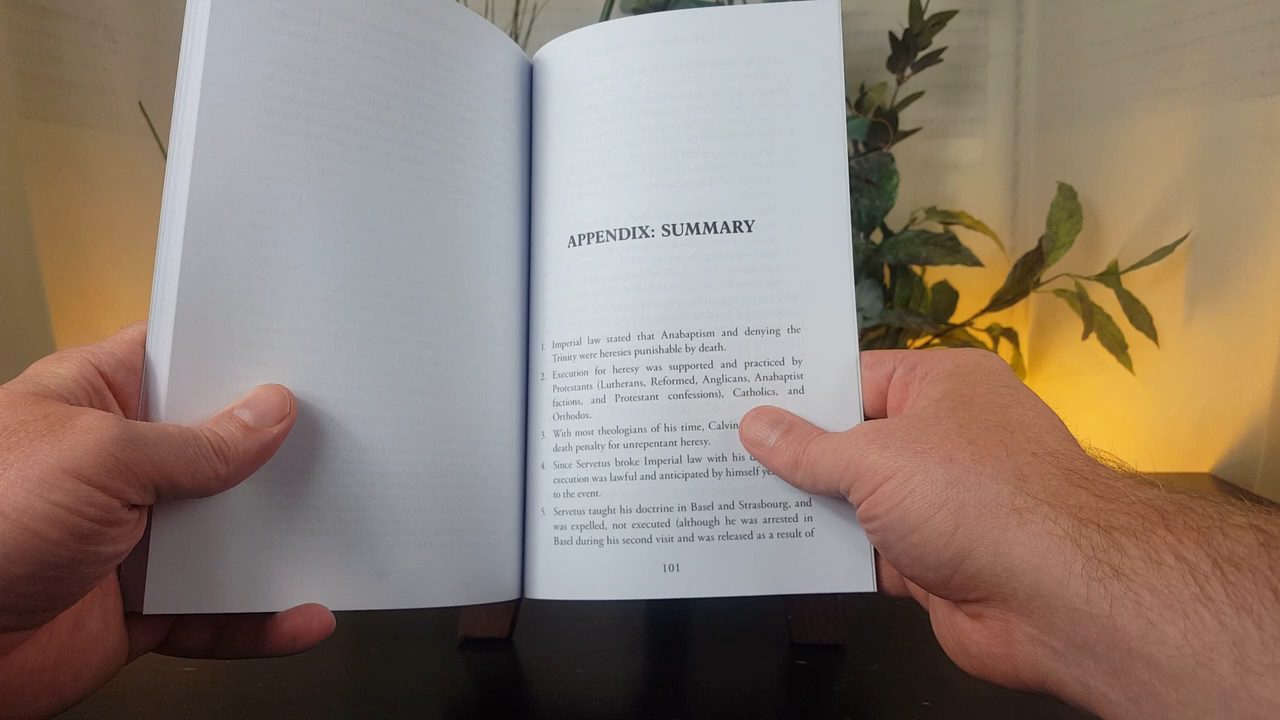 APPENDIX: SUMMARY
1. Imperial law stated that Anabaptism and denying the
Trinity were heresies punishable by death.
2. Execution for heresy was supported and practiced by
Protestants (Lutherans, Reformed, Anglicans, Anabaptist
factions, and Protestant confessions), Catholics, and
Orthodox.
3. With most theologians of his time, Calvin
death penalty for unrepentant heresy.
4. Since Servetus broke Imperial law with his
execution was lawful and anticipated by himself
to the event.
5. Servetus taught his doctrine in Basel and Strasbourg, and
was expelled, not executed (although he was arrested in
Basel during his second visit and was released as a result of
101